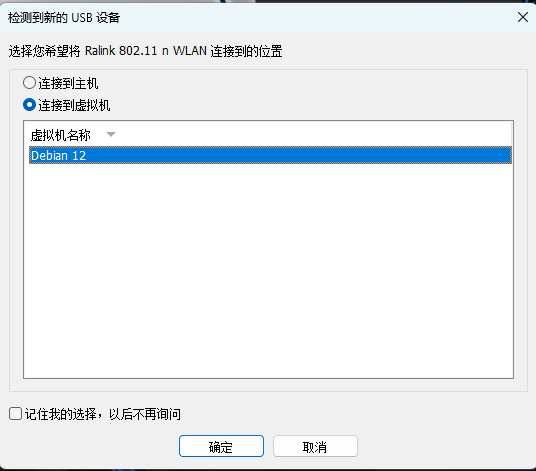 检测到新的 USB 设备
选择您希望将 Ralink 802.11 n WLAN 连接到的位置
连接到主机
连接到虚拟机
虚拟机名称
Debian 12
记住我的选择，以后不再询问
确定
取消